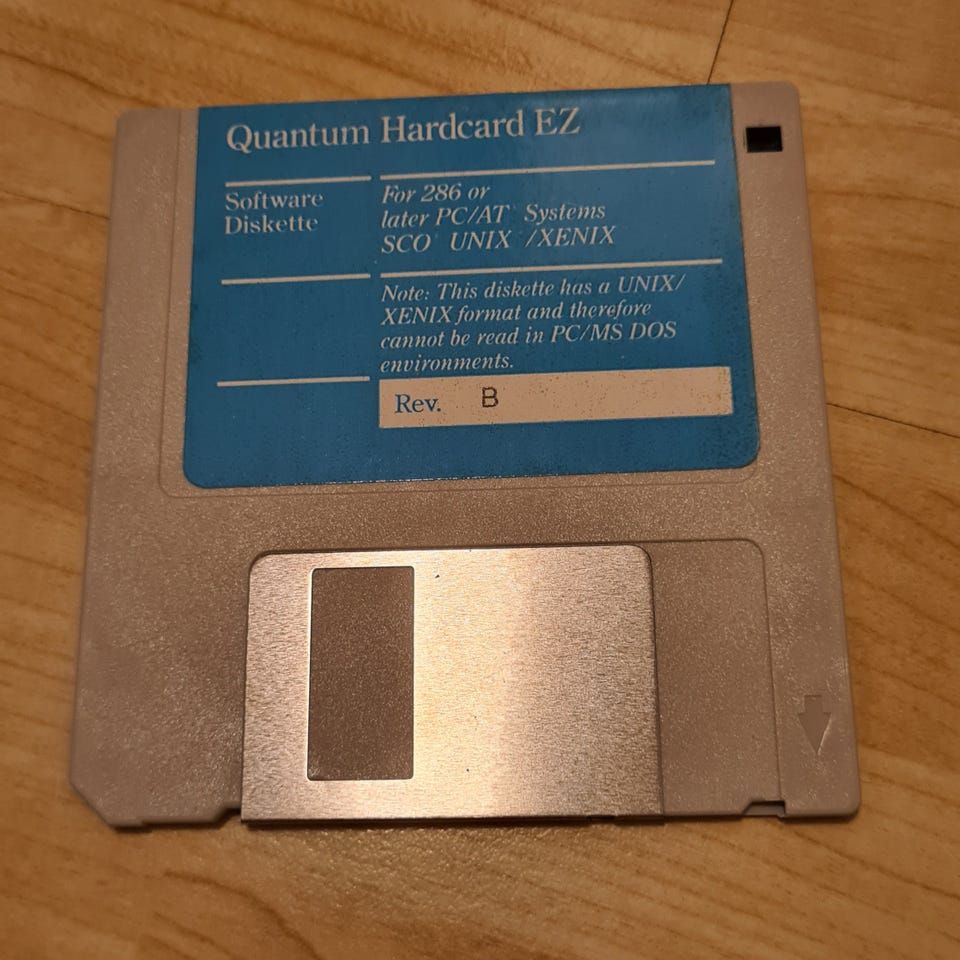 Quantum Hardcard EZ
Software
Diskette
For 286 or
later PC/AT Systems
SCO UNIX /XENIX
Note: This diskette has a UNIX/
XENIX format and therefore
cannot be read in PC/MS DOS
environments.
Rev. B